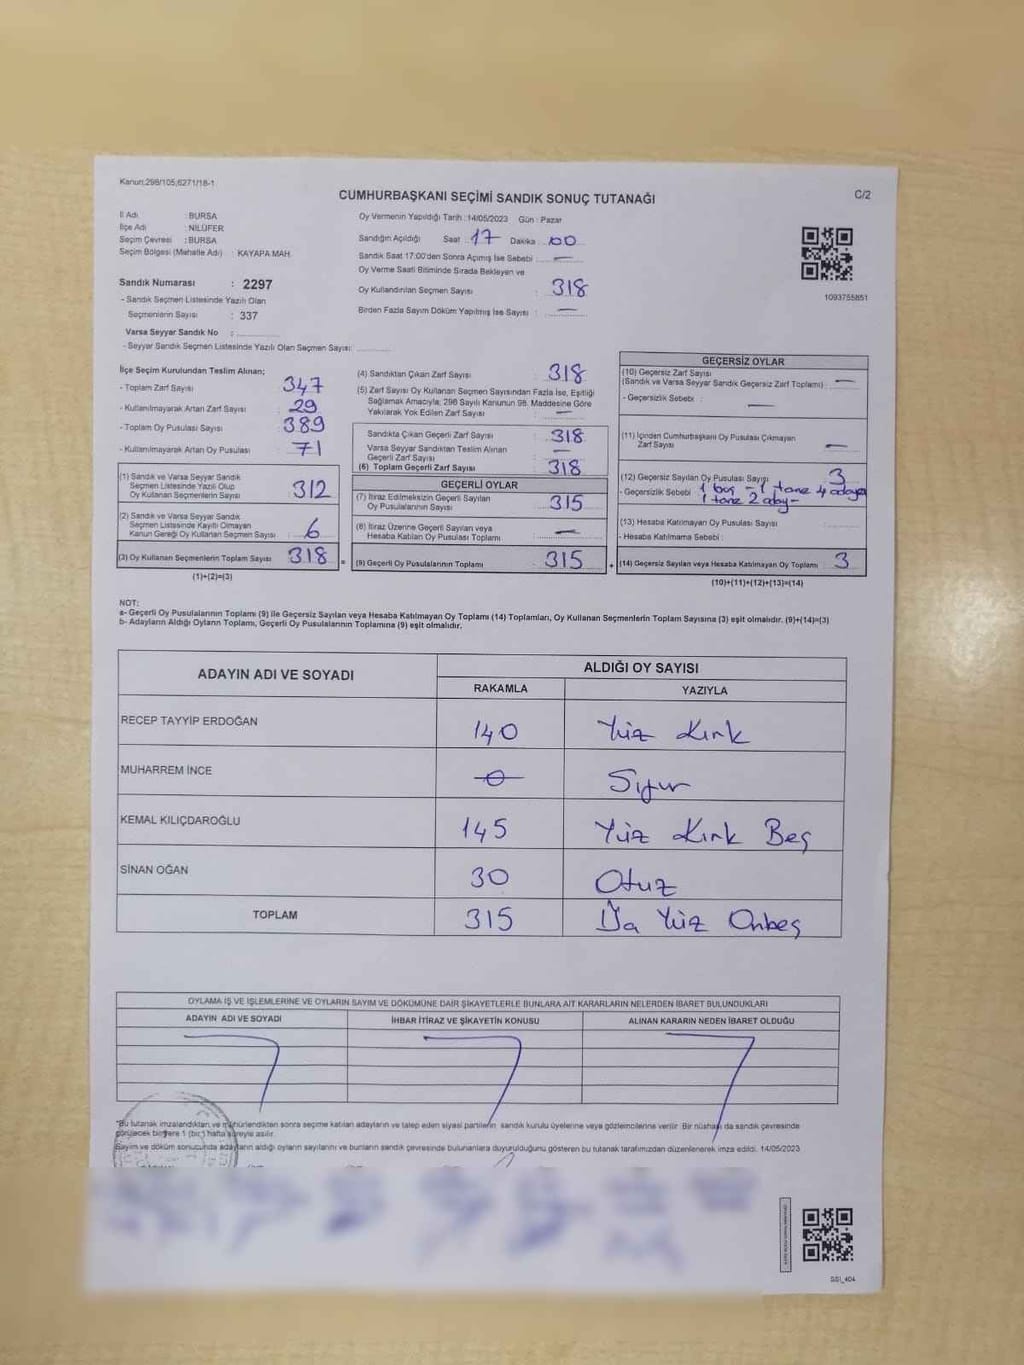 Kanun:298/105;6271/18-1
CUMHURBAŞKANI SEÇİMİ SANDIK SONUÇ TUTANAĞI
C/2
İl Adı : BURSA
İlçe Adı : NİLÜFER
Seçim Çevresi : BURSA
Seçim Bölgesi (Mahalle Adı) : KAYAPA MAH.
Sandık Numarası : 2297
- Sandık Seçmen Listesinde Yazılı Olan
Seçmenlerin Sayısı : 337
Varsa Seyyar Sandık No :
- Seyyar Sandık Seçmen Listesinde Yazılı Olan Seçmen Sayısı:
Oy Vermenin Yapıldığı Tarih :14/05/2023 Gün : Pazar
Sandığın Açıldığı Saat : 17 Dakika : 00
Sandık Saat 17:00'den Sonra Açımış İse Sebebi : —
Oy Verme Saati Bitiminde Sırada Bekleyen ve
Oy Kullandırılan Seçmen Sayısı : 318
Birden Fazla Sayım Döküm Yapılmış İse Sayısı : —
1093755851
İlçe Seçim Kurulundan Teslim Alınan;
- Toplam Zarf Sayısı : 347
- Kullanılmayarak Artan Zarf Sayısı : 29
- Toplam Oy Pusulası Sayısı : 389
- Kullanılmayarak Artan Oy Pusulası : 71
(1) Sandık ve Varsa Seyyar Sandık
Seçmen Listesinde Yazılı Olup
Oy Kullanan Seçmenlerin Sayısı 312
(2) Sandık ve Varsa Seyyar Sandık
Seçmen Listesinde Kayıtlı Olmayan
Kanun Gereği Oy Kullanan Seçmen Sayısı 6
(3) Oy Kullanan Seçmenlerin Toplam Sayısı 318
(1)+(2)=(3)
(4) Sandıktan Çıkan Zarf Sayısı : 318
(5) Zarf Sayısı Oy Kullanan Seçmen Sayısından Fazla İse, Eşitliği
Sağlamak Amacıyla; 298 Sayılı Kanunun 98. Maddesine Göre
Yakılarak Yok Edilen Zarf Sayısı : —
Sandıkta Çıkan Geçerli Zarf Sayısı : 318
Varsa Seyyar Sandıktan Teslim Alınan
Geçerli Zarf Sayısı : —
(6) Toplam Geçerli Zarf Sayısı : 318
GEÇERLİ OYLAR
(7) İtiraz Edilmeksizin Geçerli Sayılan
Oy Pusulasının Sayısı : 315
(8) İtiraz Üzerine Geçerli Sayılan veya
Hesaba Katılan Oy Pusulası Toplamı : —
= (9) Geçerli Oy Pusulalarının Toplamı : 315
GEÇERSİZ OYLAR
(10) Geçersiz Zarf Sayısı
(Sandık ve Varsa Seyyar Sandık Geçersiz Zarf Toplamı) : —
- Geçersizlik Sebebi : —
(11) İçinden Cumhurbaşkanı Oy Pusulası Çıkmayan
Zarf Sayısı : —
(12) Geçersiz Sayılan Oy Pusulası Sayısı : 3
- Geçersizlik Sebebi : 1 boş - 1 tane 4 adaya
1 tane 2 aday -
(13) Hesaba Katılmayan Oy Pusulası Sayısı
- Hesaba Katılmama Sebebi :
+ (14) Geçersiz Sayılan veya Hesaba Katılmayan Oy Toplamı : 3
(10)+(11)+(12)+(13)=(14)
NOT:
a- Geçerli Oy Pusulalarının Toplamı (9) ile Geçersiz Sayılan veya Hesaba Katılmayan Oy Toplamı (14) Toplamları, Oy Kullanan Seçmenlerin Toplam Sayısına (3) eşit olmalıdır. (9)+(14)=(3)
b- Adayların Aldığı Oyların Toplamı, Geçerli Oy Pusulalarının Toplamına (9) eşit olmalıdır.
ADAYIN ADI VE SOYADI
ALDIĞI OY SAYISI
RAKAMLA YAZIYLA
RECEP TAYYİP ERDOĞAN 140 Yüz Kırk
MUHARREM İNCE 0 Sıfır
KEMAL KILIÇDAROĞLU 145 Yüz Kırk Beş
SİNAN OĞAN 30 Otuz
TOPLAM 315 Üç Yüz Onbeş
OYLAMA İŞ VE İŞLEMLERİNE VE OYLARIN SAYIM VE DÖKÜMÜNE DAİR ŞİKAYETLERLE BUNLARA AİT KARARLARIN NELERDEN İBARET BULUNDUKLARI
ADAYIN ADI VE SOYADI İHBAR İTİRAZ VE ŞİKAYETİN KONUSU ALINAN KARARIN NEDEN İBARET OLDUĞU
*Bu tutanak imzalandıktan ve mühürlendikten sonra seçime katılan adayların ve talep eden siyasi partilerin sandık kurulu üyelerine veya gözlemcilerine verilir. Bir nüshası da sandık çevresinde
görülecek bir yere 1 (bir) hafta süreyle asılır.
Sayım ve döküm sonucunda adayların aldığı oyların sayılarını ve bunların sandık çevresinde bulunanlara duyurulduğunu gösteren bu tutanak tarafımızdan düzenlenerek imza edildi. 14/05/2023
SS1_404